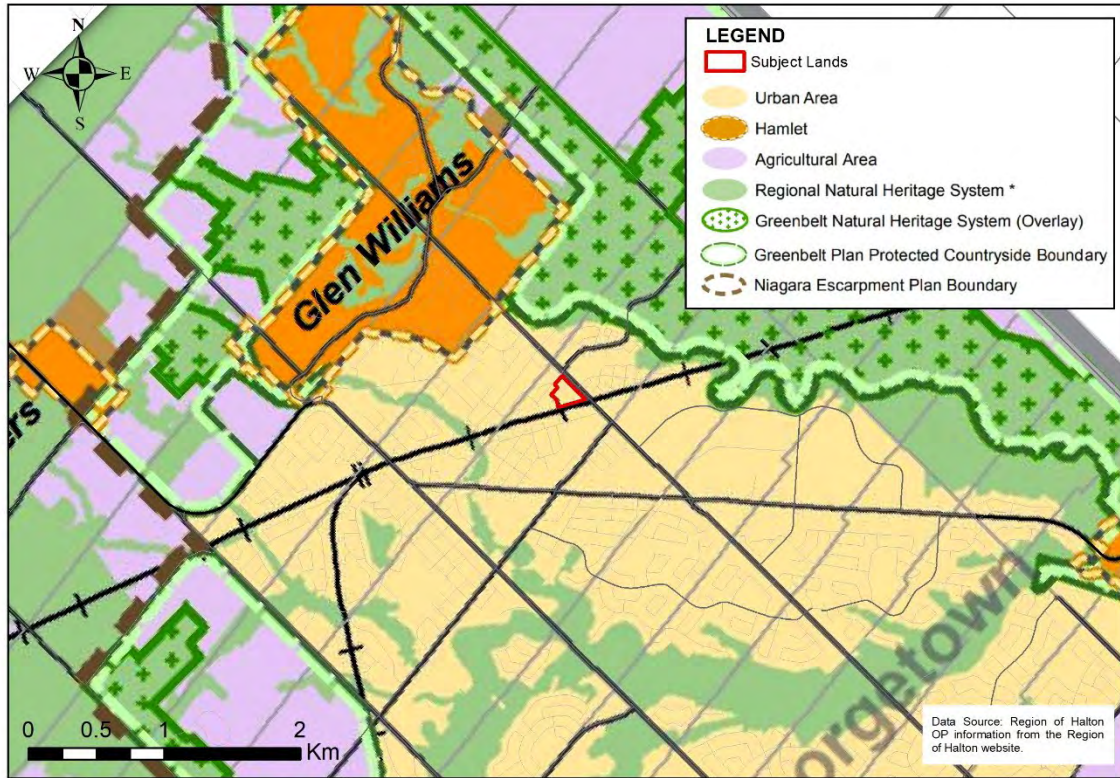 N
W E
S
LEGEND
Subject Lands
Urban Area
Hamlet
Agricultural Area
Regional Natural Heritage System *
Greenbelt Natural Heritage System (Overlay)
Greenbelt Plan Protected Countryside Boundary
Niagara Escarpment Plan Boundary
Glen Williams
ers
orgetown
0 0.5 1 2
Km
Data Source: Region of Halton
OP information from the Region
of Halton website.